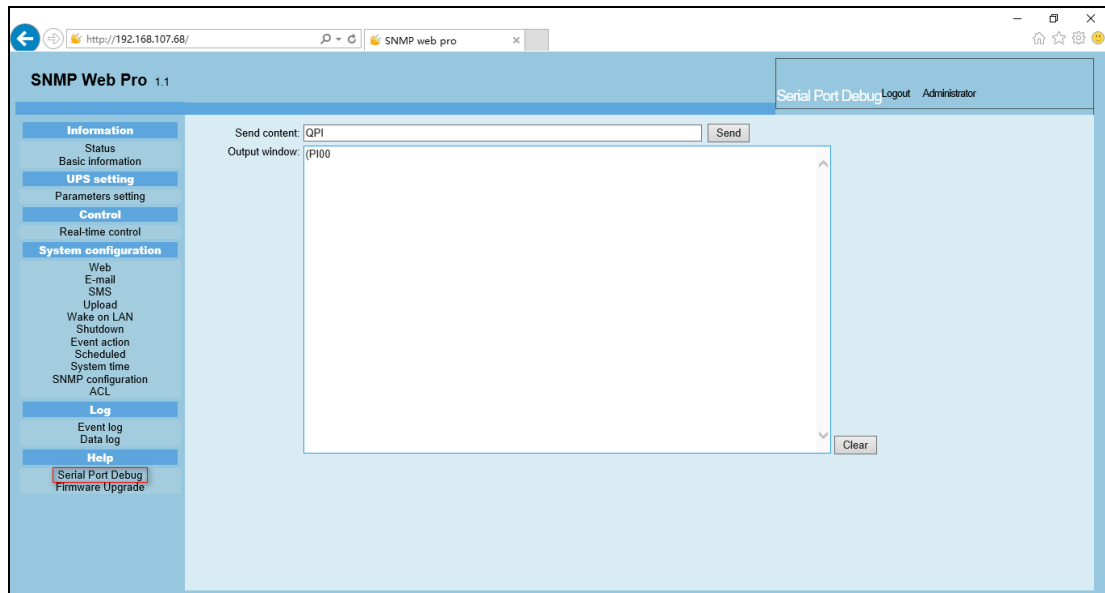 http://192.168.107.68/
SNMP web pro
SNMP Web Pro 1.1
Serial Port Debug Logout Administrator
Information
Status
Basic information
UPS setting
Parameters setting
Control
Real-time control
System configuration
Web
E-mail
SMS
Upload
Wake on LAN
Shutdown
Event action
Scheduled
System time
SNMP configuration
ACL
Log
Event log
Data log
Help
Serial Port Debug
Firmware Upgrade
Send content: QPI Send
Output window: (PI00
Clear